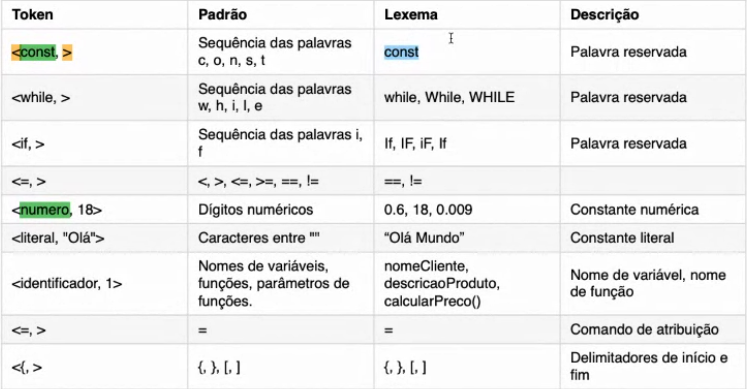 Token Padrão Lexema Descrição
<const, > Sequência das palavras c, o, n, s, t const Palavra reservada
<while, > Sequência das palavras w, h, i, l, e while, While, WHILE Palavra reservada
<if, > Sequência das palavras i, f If, IF, iF, If Palavra reservada
<=, > <, >, <=, >=, ==, != ==, !=
<numero, 18> Dígitos numéricos 0.6, 18, 0.009 Constante numérica
<literal, "Olá"> Caracteres entre "" “Olá Mundo” Constante literal
<identificador, 1> Nomes de variáveis, funções, parâmetros de funções. nomeCliente, descricaoProduto, calcularPreco() Nome de variável, nome de função
<=, > = = Comando de atribuição
<{, > {, }, [, ] {, }, [, ] Delimitadores de início e fim